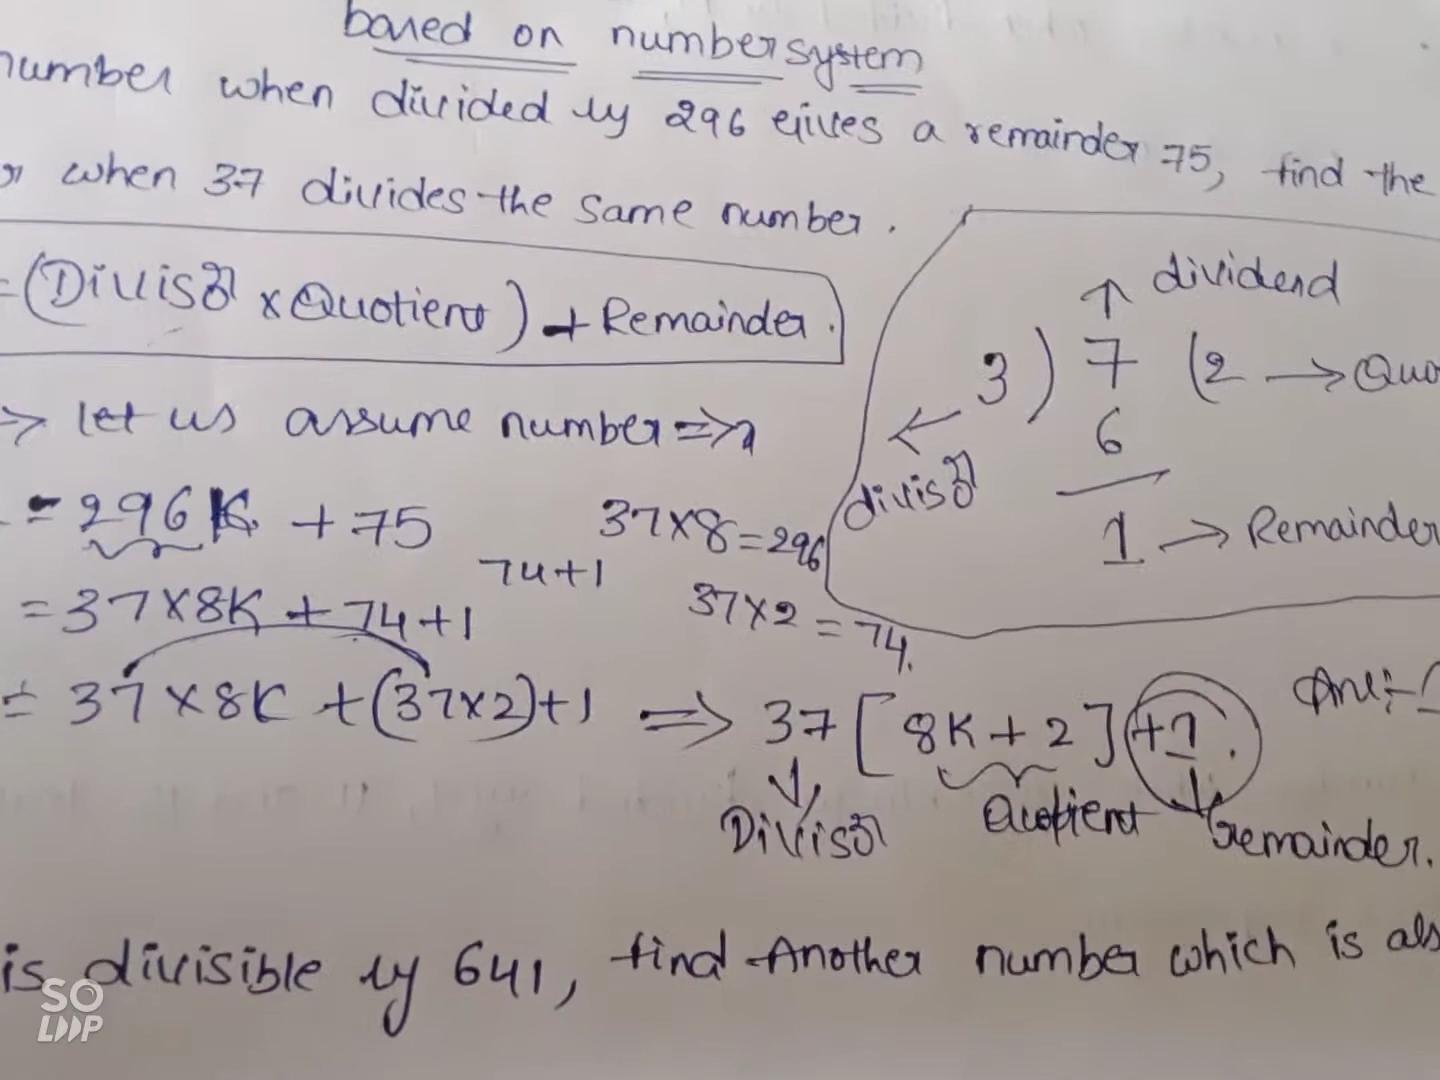 based on number system
number when divided by 296 gives a remainder 75, find the
when 37 divides the same number.
= (Divisor x Quotient) + Remainder.
dividend
3 ) 7 ( 2 → Quo
6
divisor
1 → Remainder
=> let us assume number => x
= 296K + 75
37x8 = 296
74+1
= 37x8K + 74+1
37x2 = 74.
= 37x8K + (37x2)+1 => 37 [ 8K + 2 ] +1.
Ans:-
Divisor
Quotient
remainder.
is divisible by 641, find Another number which is als
SO
LOOP